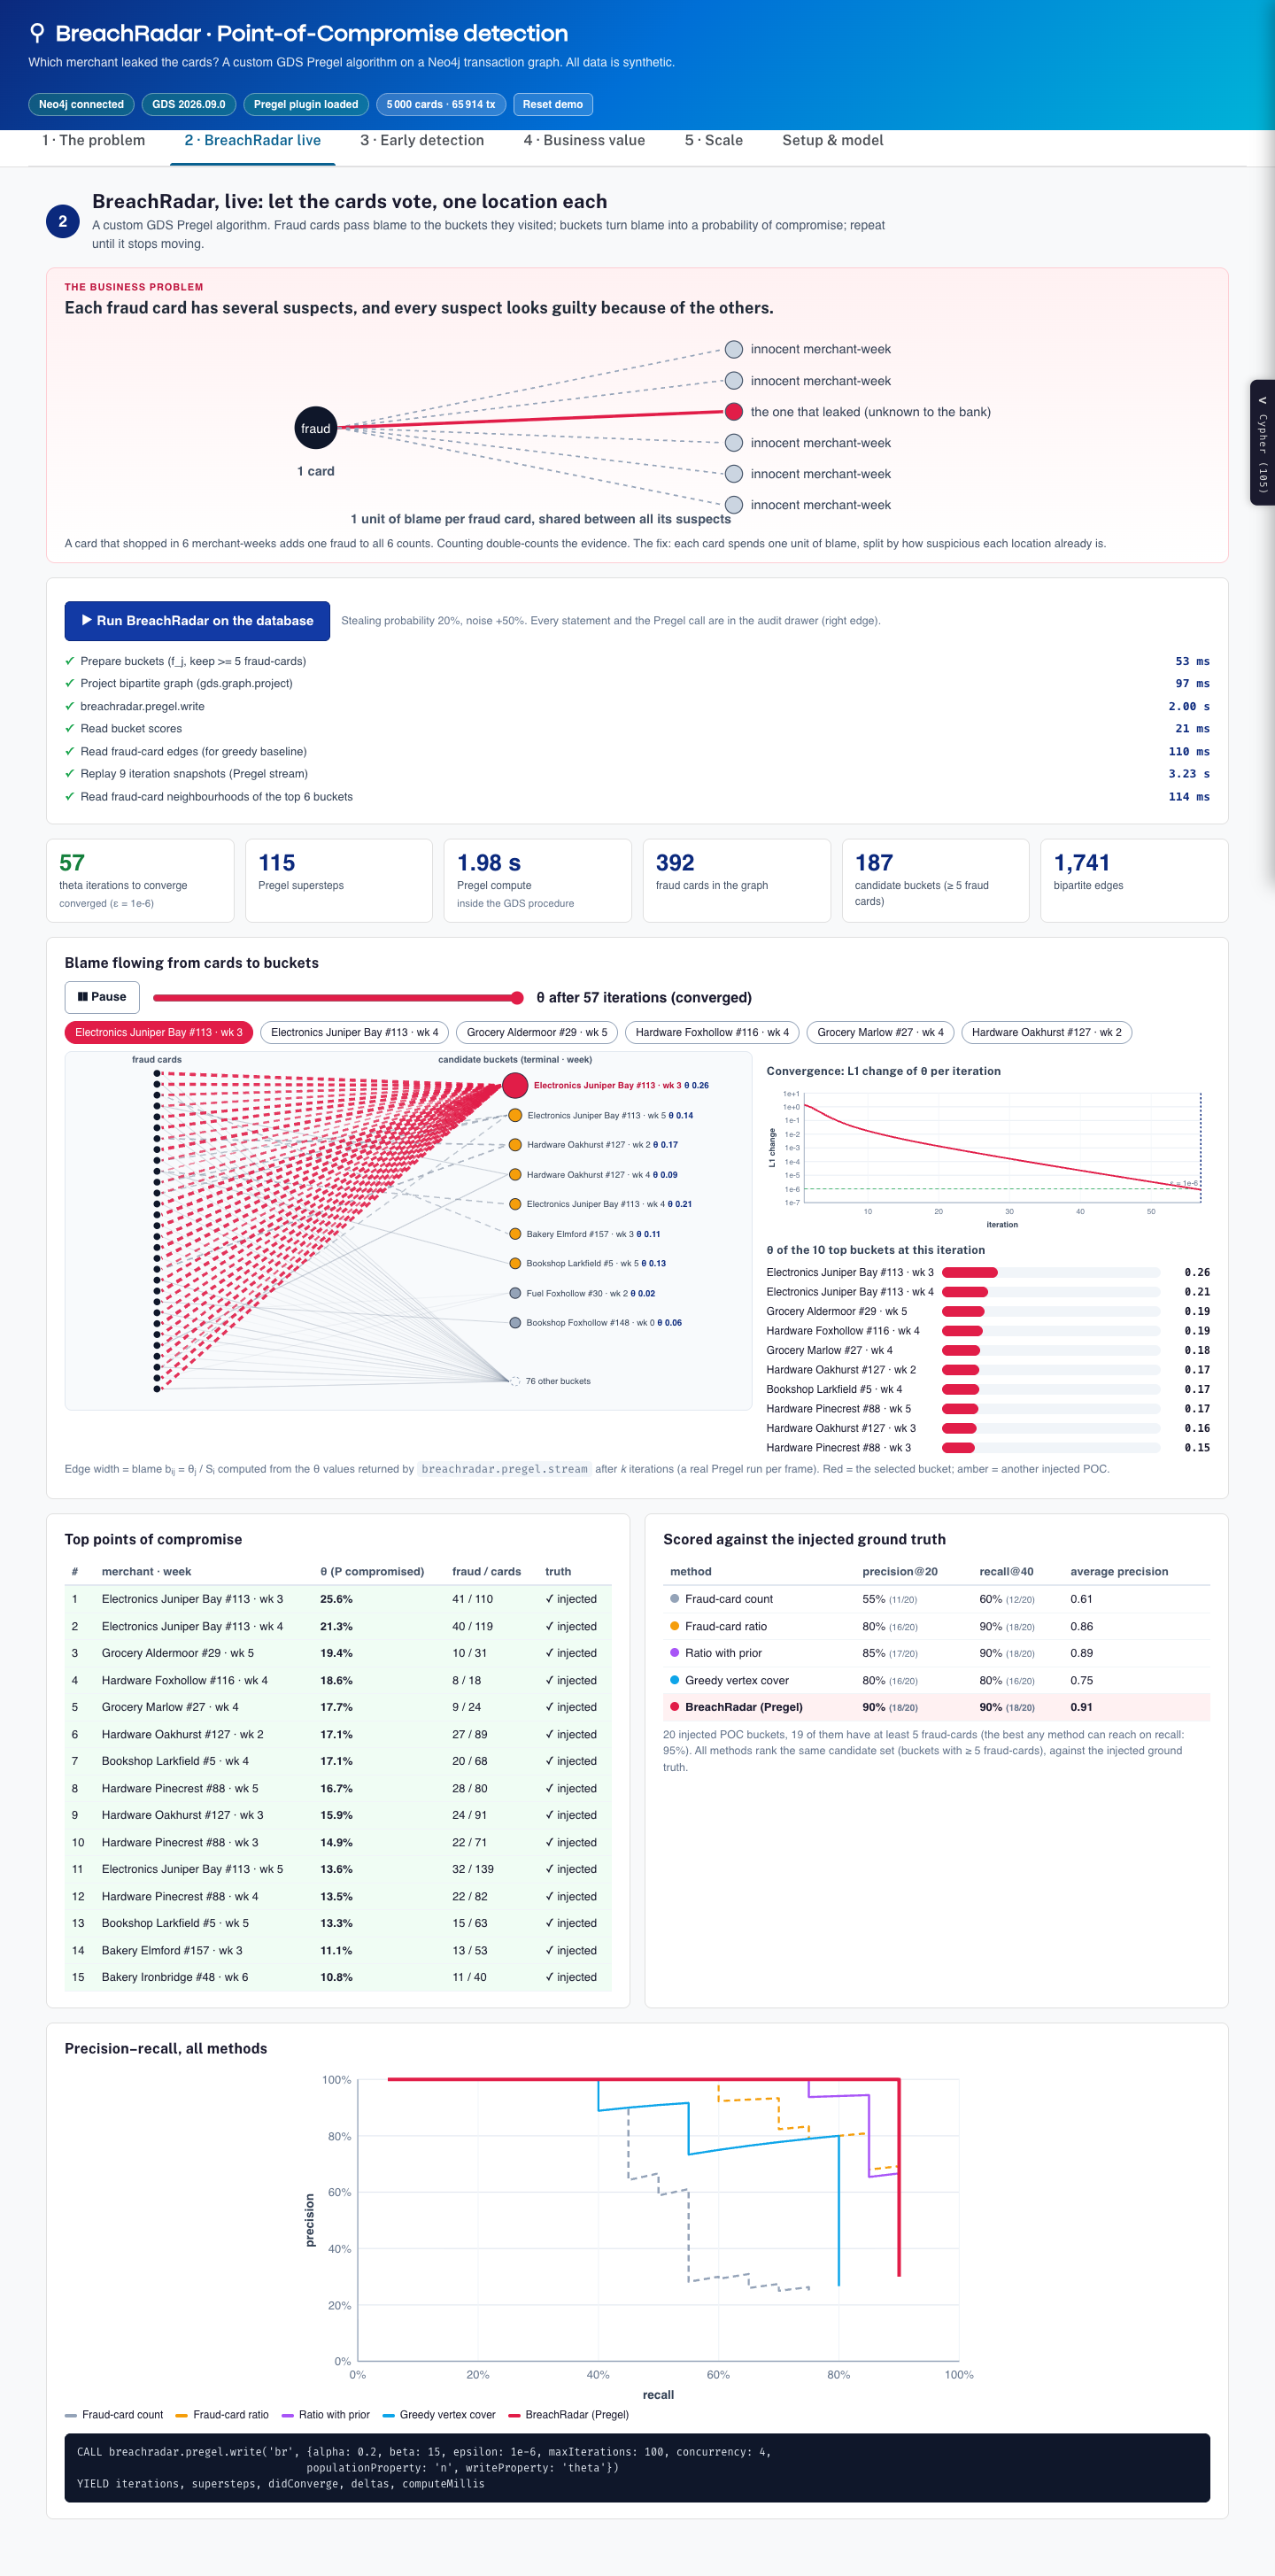 BreachRadar · Point-of-Compromise detection
Which merchant leaked the cards? A custom GDS Pregel algorithm on a Neo4j transaction graph. All data is synthetic.
Neo4j connected GDS 2026.09.0 Pregel plugin loaded 5 000 cards · 65 914 tx Reset demo
1 · The problem 2 · BreachRadar live 3 · Early detection 4 · Business value 5 · Scale Setup & model
2
BreachRadar, live: let the cards vote, one location each
A custom GDS Pregel algorithm. Fraud cards pass blame to the buckets they visited; buckets turn blame into a probability of compromise; repeat
until it stops moving.
THE BUSINESS PROBLEM
Each fraud card has several suspects, and every suspect looks guilty because of the others.
innocent merchant-week
innocent merchant-week
the one that leaked (unknown to the bank)
fraud
innocent merchant-week
1 card
innocent merchant-week
innocent merchant-week
1 unit of blame per fraud card, shared between all its suspects
A card that shopped in 6 merchant-weeks adds one fraud to all 6 counts. Counting double-counts the evidence. The fix: each card spends one unit of blame, split by how suspicious each location already is.
Cypher (105)
▶ Run BreachRadar on the database Stealing probability 20%, noise +50%. Every statement and the Pregel call are in the audit drawer (right edge).
✓ Prepare buckets (f_j, keep >= 5 fraud-cards) 53 ms
✓ Project bipartite graph (gds.graph.project) 97 ms
✓ breachradar.pregel.write 2.00 s
✓ Read bucket scores 21 ms
✓ Read fraud-card edges (for greedy baseline) 110 ms
✓ Replay 9 iteration snapshots (Pregel stream) 3.23 s
✓ Read fraud-card neighbourhoods of the top 6 buckets 114 ms
57 115 1.98 s 392 187 1,741
theta iterations to converge Pregel supersteps Pregel compute fraud cards in the graph candidate buckets (≥ 5 fraud cards) bipartite edges
converged (ε = 1e-6) inside the GDS procedure
Blame flowing from cards to buckets
Pause θ after 57 iterations (converged)
Electronics Juniper Bay #113 · wk 3 Electronics Juniper Bay #113 · wk 4 Grocery Aldermoor #29 · wk 5 Hardware Foxhollow #116 · wk 4 Grocery Marlow #27 · wk 4 Hardware Oakhurst #127 · wk 2
fraud cards candidate buckets (terminal · week)
Electronics Juniper Bay #113 · wk 3 θ 0.26
Electronics Juniper Bay #113 · wk 5 θ 0.14
Hardware Oakhurst #127 · wk 2 θ 0.17
Hardware Oakhurst #127 · wk 4 θ 0.09
Electronics Juniper Bay #113 · wk 4 θ 0.21
Bakery Elmford #157 · wk 3 θ 0.11
Bookshop Larkfield #5 · wk 5 θ 0.13
Fuel Foxhollow #30 · wk 2 θ 0.02
Bookshop Foxhollow #148 · wk 0 θ 0.06
76 other buckets
Convergence: L1 change of θ per iteration
1e+1
1e+0
1e-1
1e-2
1e-3
1e-4
1e-5
1e-6
1e-7
L1 change
ε = 1e-6
10 20 30 40 50
iteration
θ of the 10 top buckets at this iteration
Electronics Juniper Bay #113 · wk 3 0.26
Electronics Juniper Bay #113 · wk 4 0.21
Grocery Aldermoor #29 · wk 5 0.19
Hardware Foxhollow #116 · wk 4 0.19
Grocery Marlow #27 · wk 4 0.18
Hardware Oakhurst #127 · wk 2 0.17
Bookshop Larkfield #5 · wk 4 0.17
Hardware Pinecrest #88 · wk 5 0.17
Hardware Oakhurst #127 · wk 3 0.16
Hardware Pinecrest #88 · wk 3 0.15
Edge width = blame bij = θj / Si computed from the θ values returned by breachradar.pregel.stream after k iterations (a real Pregel run per frame). Red = the selected bucket; amber = another injected POC.
Top points of compromise
# merchant · week θ (P compromised) fraud / cards truth
1 Electronics Juniper Bay #113 · wk 3 25.6% 41 / 110 ✓ injected
2 Electronics Juniper Bay #113 · wk 4 21.3% 40 / 119 ✓ injected
3 Grocery Aldermoor #29 · wk 5 19.4% 10 / 31 ✓ injected
4 Hardware Foxhollow #116 · wk 4 18.6% 8 / 18 ✓ injected
5 Grocery Marlow #27 · wk 4 17.7% 9 / 24 ✓ injected
6 Hardware Oakhurst #127 · wk 2 17.1% 27 / 89 ✓ injected
7 Bookshop Larkfield #5 · wk 4 17.1% 20 / 68 ✓ injected
8 Hardware Pinecrest #88 · wk 5 16.7% 28 / 80 ✓ injected
9 Hardware Oakhurst #127 · wk 3 15.9% 24 / 91 ✓ injected
10 Hardware Pinecrest #88 · wk 3 14.9% 22 / 71 ✓ injected
11 Electronics Juniper Bay #113 · wk 5 13.6% 32 / 139 ✓ injected
12 Hardware Pinecrest #88 · wk 4 13.5% 22 / 82 ✓ injected
13 Bookshop Larkfield #5 · wk 5 13.3% 15 / 63 ✓ injected
14 Bakery Elmford #157 · wk 3 11.1% 13 / 53 ✓ injected
15 Bakery Ironbridge #48 · wk 6 10.8% 11 / 40 ✓ injected
Scored against the injected ground truth
method precision@20 recall@40 average precision
Fraud-card count 55% (11/20) 60% (12/20) 0.61
Fraud-card ratio 80% (16/20) 90% (18/20) 0.86
Ratio with prior 85% (17/20) 90% (18/20) 0.89
Greedy vertex cover 80% (16/20) 80% (16/20) 0.75
BreachRadar (Pregel) 90% (18/20) 90% (18/20) 0.91
20 injected POC buckets, 19 of them have at least 5 fraud-cards (the best any method can reach on recall:
95%). All methods rank the same candidate set (buckets with ≥ 5 fraud-cards), against the injected ground
truth.
Precision–recall, all methods
100%
80%
60%
40%
20%
0%
precision
0% 20% 40% 60% 80% 100%
recall
Fraud-card count Fraud-card ratio Ratio with prior Greedy vertex cover BreachRadar (Pregel)
CALL breachradar.pregel.write('br', {alpha: 0.2, beta: 15, epsilon: 1e-6, maxIterations: 100, concurrency: 4,
populationProperty: 'n', writeProperty: 'theta'})
YIELD iterations, supersteps, didConverge, deltas, computeMillis